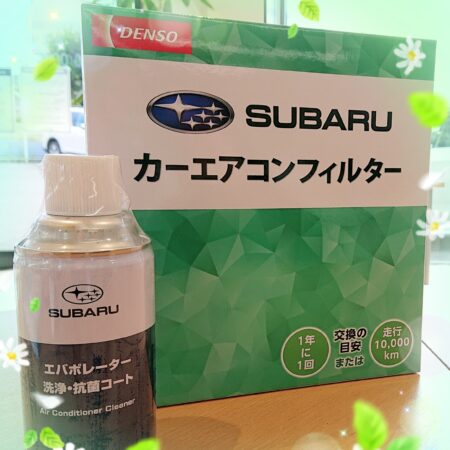 DENSO
SUBARU
カーエアコンフィルター
1年
に
1回
交換の
目安
または
走行
10,000
km
SUBARU
エバポレーター
洗浄・抗菌コート
Air Conditioner Cleaner